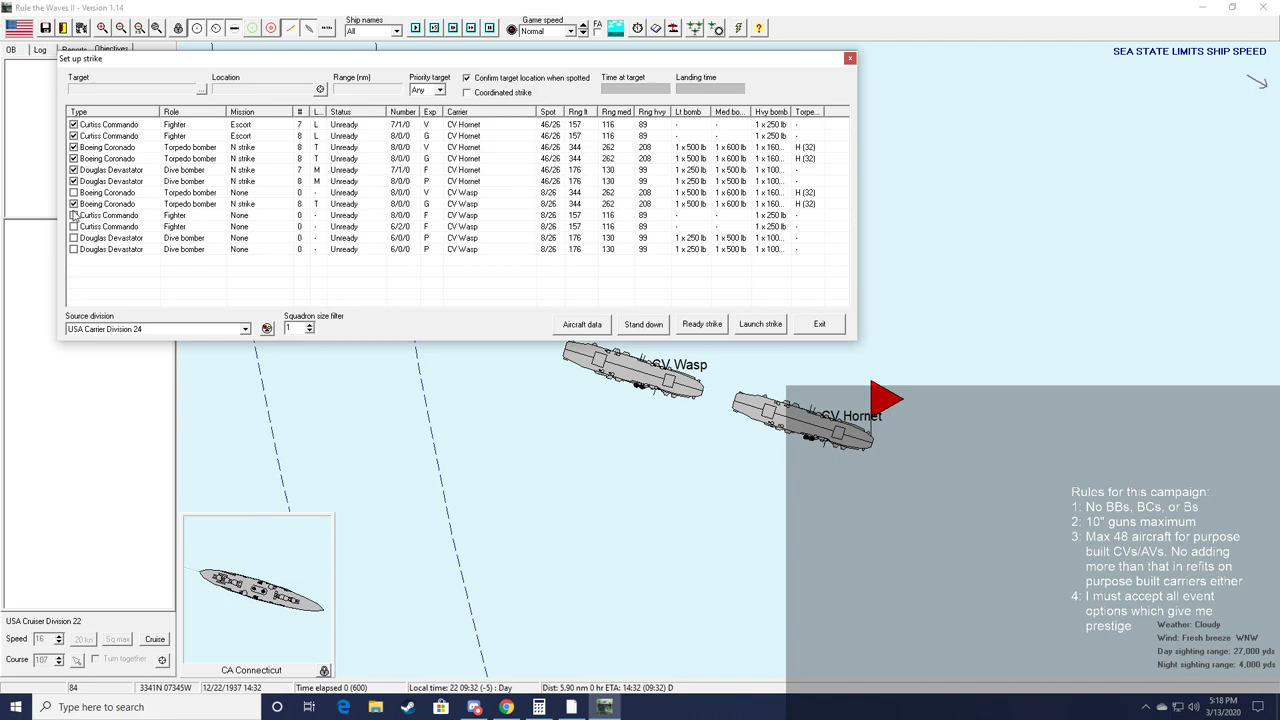 Rule the Waves II - Version 1.14
Ship names
All
Game speed
Normal
FA
OB Log Reports Objectives
SEA STATE LIMITS SHIP SPEED
Set up strike
Target Location Range (nm) Priority target Confirm target location when spotted Time at target Landing time
Any Coordinated strike
Type Role Mission # L... Status Number Exp Carrier Spot Rng lt Rng med Rng hvy Lt bomb Med bo... Hvy bomb Torpe...
Curtiss Commando Fighter Escort 7 L Unready 7/1/0 V CV Hornet 46/26 157 116 89 - - 1 x 250 lb -
Curtiss Commando Fighter Escort 8 L Unready 8/0/0 G CV Hornet 46/26 157 116 89 - - 1 x 250 lb -
Boeing Coronado Torpedo bomber N strike 8 T Unready 8/0/0 V CV Hornet 46/26 344 262 208 1 x 500 lb 1 x 600 lb 1 x 160... H (32)
Boeing Coronado Torpedo bomber N strike 8 T Unready 8/0/0 G CV Hornet 46/26 344 262 208 1 x 500 lb 1 x 600 lb 1 x 160... H (32)
Douglas Devastator Dive bomber N strike 7 M Unready 7/1/0 F CV Hornet 46/26 176 130 99 1 x 250 lb 1 x 500 lb 1 x 100... -
Douglas Devastator Dive bomber N strike 8 M Unready 8/0/0 P CV Hornet 46/26 176 130 99 1 x 250 lb 1 x 500 lb 1 x 100... -
Boeing Coronado Torpedo bomber None 0 - Unready 8/0/0 V CV Wasp 8/26 344 262 208 1 x 500 lb 1 x 600 lb 1 x 160... H (32)
Boeing Coronado Torpedo bomber N strike 8 T Unready 8/0/0 G CV Wasp 8/26 344 262 208 1 x 500 lb 1 x 600 lb 1 x 160... H (32)
Curtiss Commando Fighter None 0 - Unready 8/0/0 F CV Wasp 8/26 157 116 89 - - 1 x 250 lb -
Curtiss Commando Fighter None 0 - Unready 6/2/0 F CV Wasp 8/26 157 116 89 - - 1 x 250 lb -
Douglas Devastator Dive bomber None 0 - Unready 6/0/0 F CV Wasp 8/26 176 130 99 1 x 250 lb 1 x 500 lb 1 x 100... -
Douglas Devastator Dive bomber None 0 - Unready 6/0/0 P CV Wasp 8/26 176 130 99 1 x 250 lb 1 x 500 lb 1 x 100... -
Source division Squadron size filter
USA Carrier Division 24 1 Aircraft data Stand down Ready strike Launch strike Exit
CV Wasp
CV Hornet
Rules for this campaign:
1: No BBs, BCs, or Bs
2: 10" guns maximum
3: Max 48 aircraft for purpose
built CVs/AVs. No adding
more than that in refits on
purpose built carriers either
4: I must accept all event
options which give me
prestige
Weather: Cloudy
Wind: Fresh breeze WNW
Day sighting range: 27,000 yds
Night sighting range: 4,000 yds
USA Cruiser Division 22
Speed 16 20 kn Sq max Cruise
Course 107 Turn together
CA Connecticut
84 3341N 07345W 12/22/1937 14:32 Time elapsed 0 (600) Local time: 22 09:32 (-5) : Day Dist: 5.90 nm 0 hr ETA: 14:32 (09:32) D
Type here to search
5:18 PM
3/13/2020